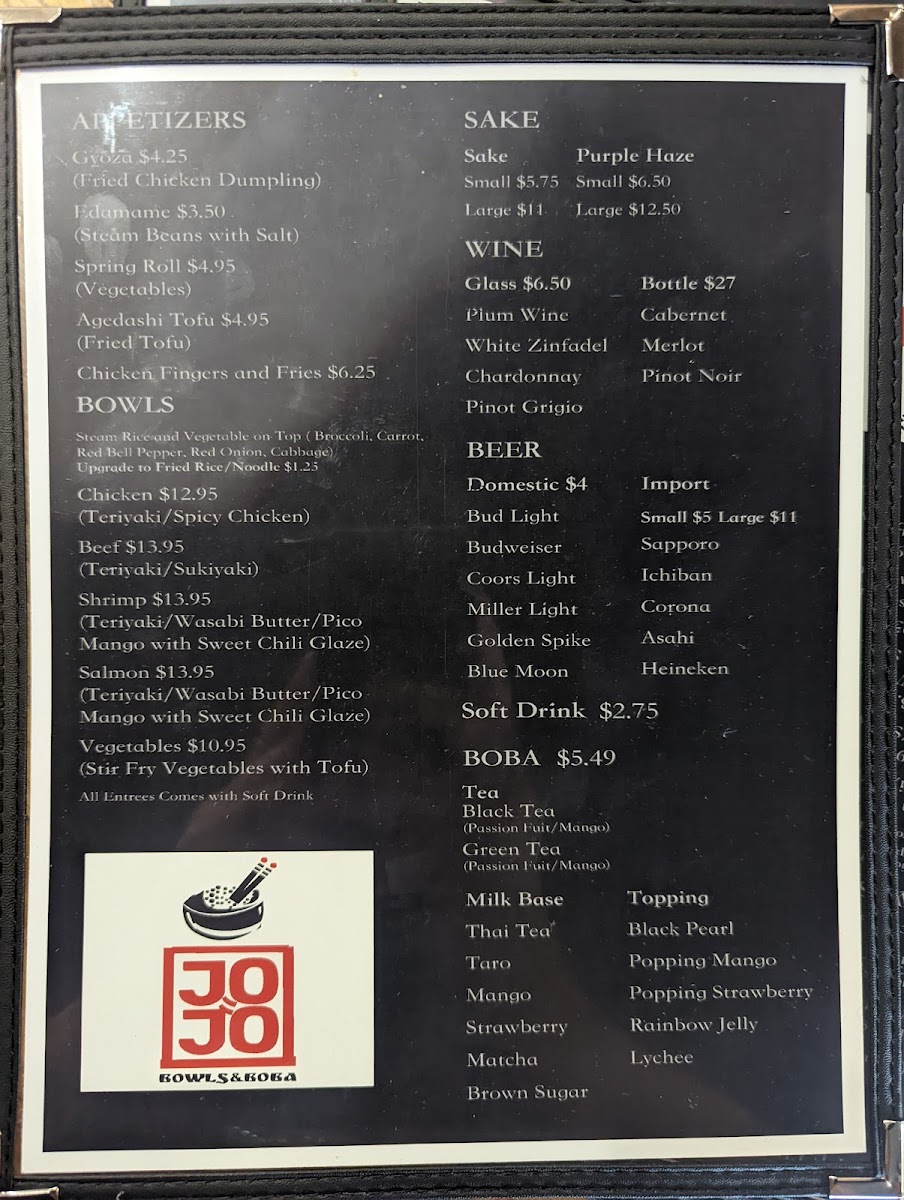 APPETIZERS
Gyoza $4.25
(Fried Chicken Dumpling)
Edamame $3.50
(Steam Beans with Salt)
Spring Roll $4.95
(Vegetables)
Agedashi Tofu $4.95
(Fried Tofu)
Chicken Fingers and Fries $6.25
BOWLS
Steam Rice and Vegetable on Top ( Broccoli, Carrot,
Red Bell Pepper, Red Onion, Cabbage)
Upgrade to Fried Rice/Noodle $1.25
Chicken $12.95
(Teriyaki/Spicy Chicken)
Beef $13.95
(Teriyaki/Sukiyaki)
Shrimp $13.95
(Teriyaki/Wasabi Butter/Pico
Mango with Sweet Chili Glaze)
Salmon $13.95
(Teriyaki/Wasabi Butter/Pico
Mango with Sweet Chili Glaze)
Vegetables $10.95
(Stir Fry Vegetables with Tofu)
All Entrees Comes with Soft Drink
JO
JO
BOWLS&BOBA
SAKE
Sake Purple Haze
Small $5.75 Small $6.50
Large $11 Large $12.50
WINE
Glass $6.50 Bottle $27
Plum Wine Cabernet
White Zinfadel Merlot
Chardonnay Pinot Noir
Pinot Grigio
BEER
Domestic $4 Import
Bud Light Small $5 Large $11
Budweiser Sapporo
Coors Light Ichiban
Miller Light Corona
Golden Spike Asahi
Blue Moon Heineken
Soft Drink $2.75
BOBA $5.49
Tea
Black Tea
(Passion Fuit/Mango)
Green Tea
(Passion Fuit/Mango)
Milk Base Topping
Thai Tea Black Pearl
Taro Popping Mango
Mango Popping Strawberry
Strawberry Rainbow Jelly
Matcha Lychee
Brown Sugar